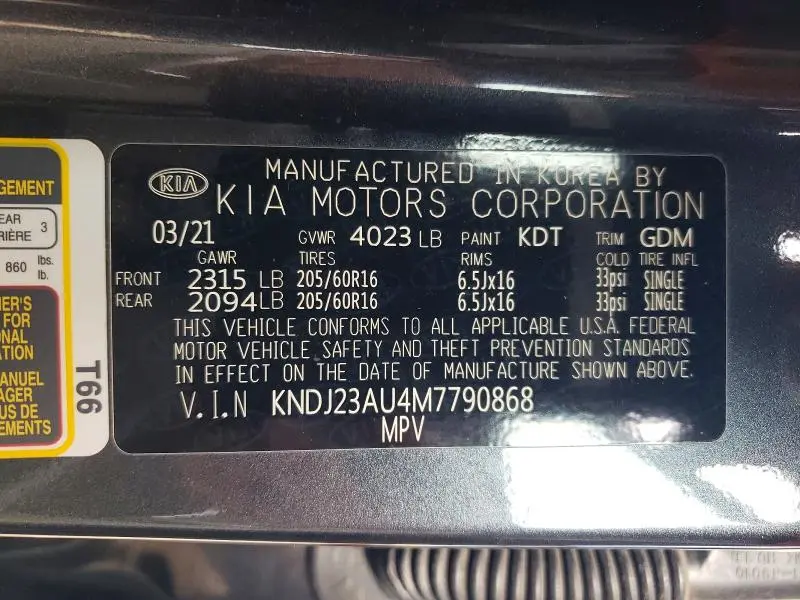 GEMENT
EAR
RIÈRE 3
860 lbs.
lb.
ER'S
FOR
ONAL
ATION
MANUEL
AGER
US DE
EMENTS
T66
KIA
MANUFACTURED IN KOREA BY
KIA MOTORS CORPORATION
03/21 GVWR 4023 LB PAINT KDT TRIM GDM
GAWR TIRES RIMS COLD TIRE INFL
FRONT 2315 LB 205/60R16 6.5Jx16 33psi SINGLE
REAR 2094 LB 205/60R16 6.5Jx16 33psi SINGLE
THIS VEHICLE CONFORMS TO ALL APPLICABLE U.S.A. FEDERAL
MOTOR VEHICLE SAFETY AND THEFT PREVENTION STANDARDS
IN EFFECT ON THE DATE OF MANUFACTURE SHOWN ABOVE.
V.I.N KNDJ23AU4M7790868
MPV